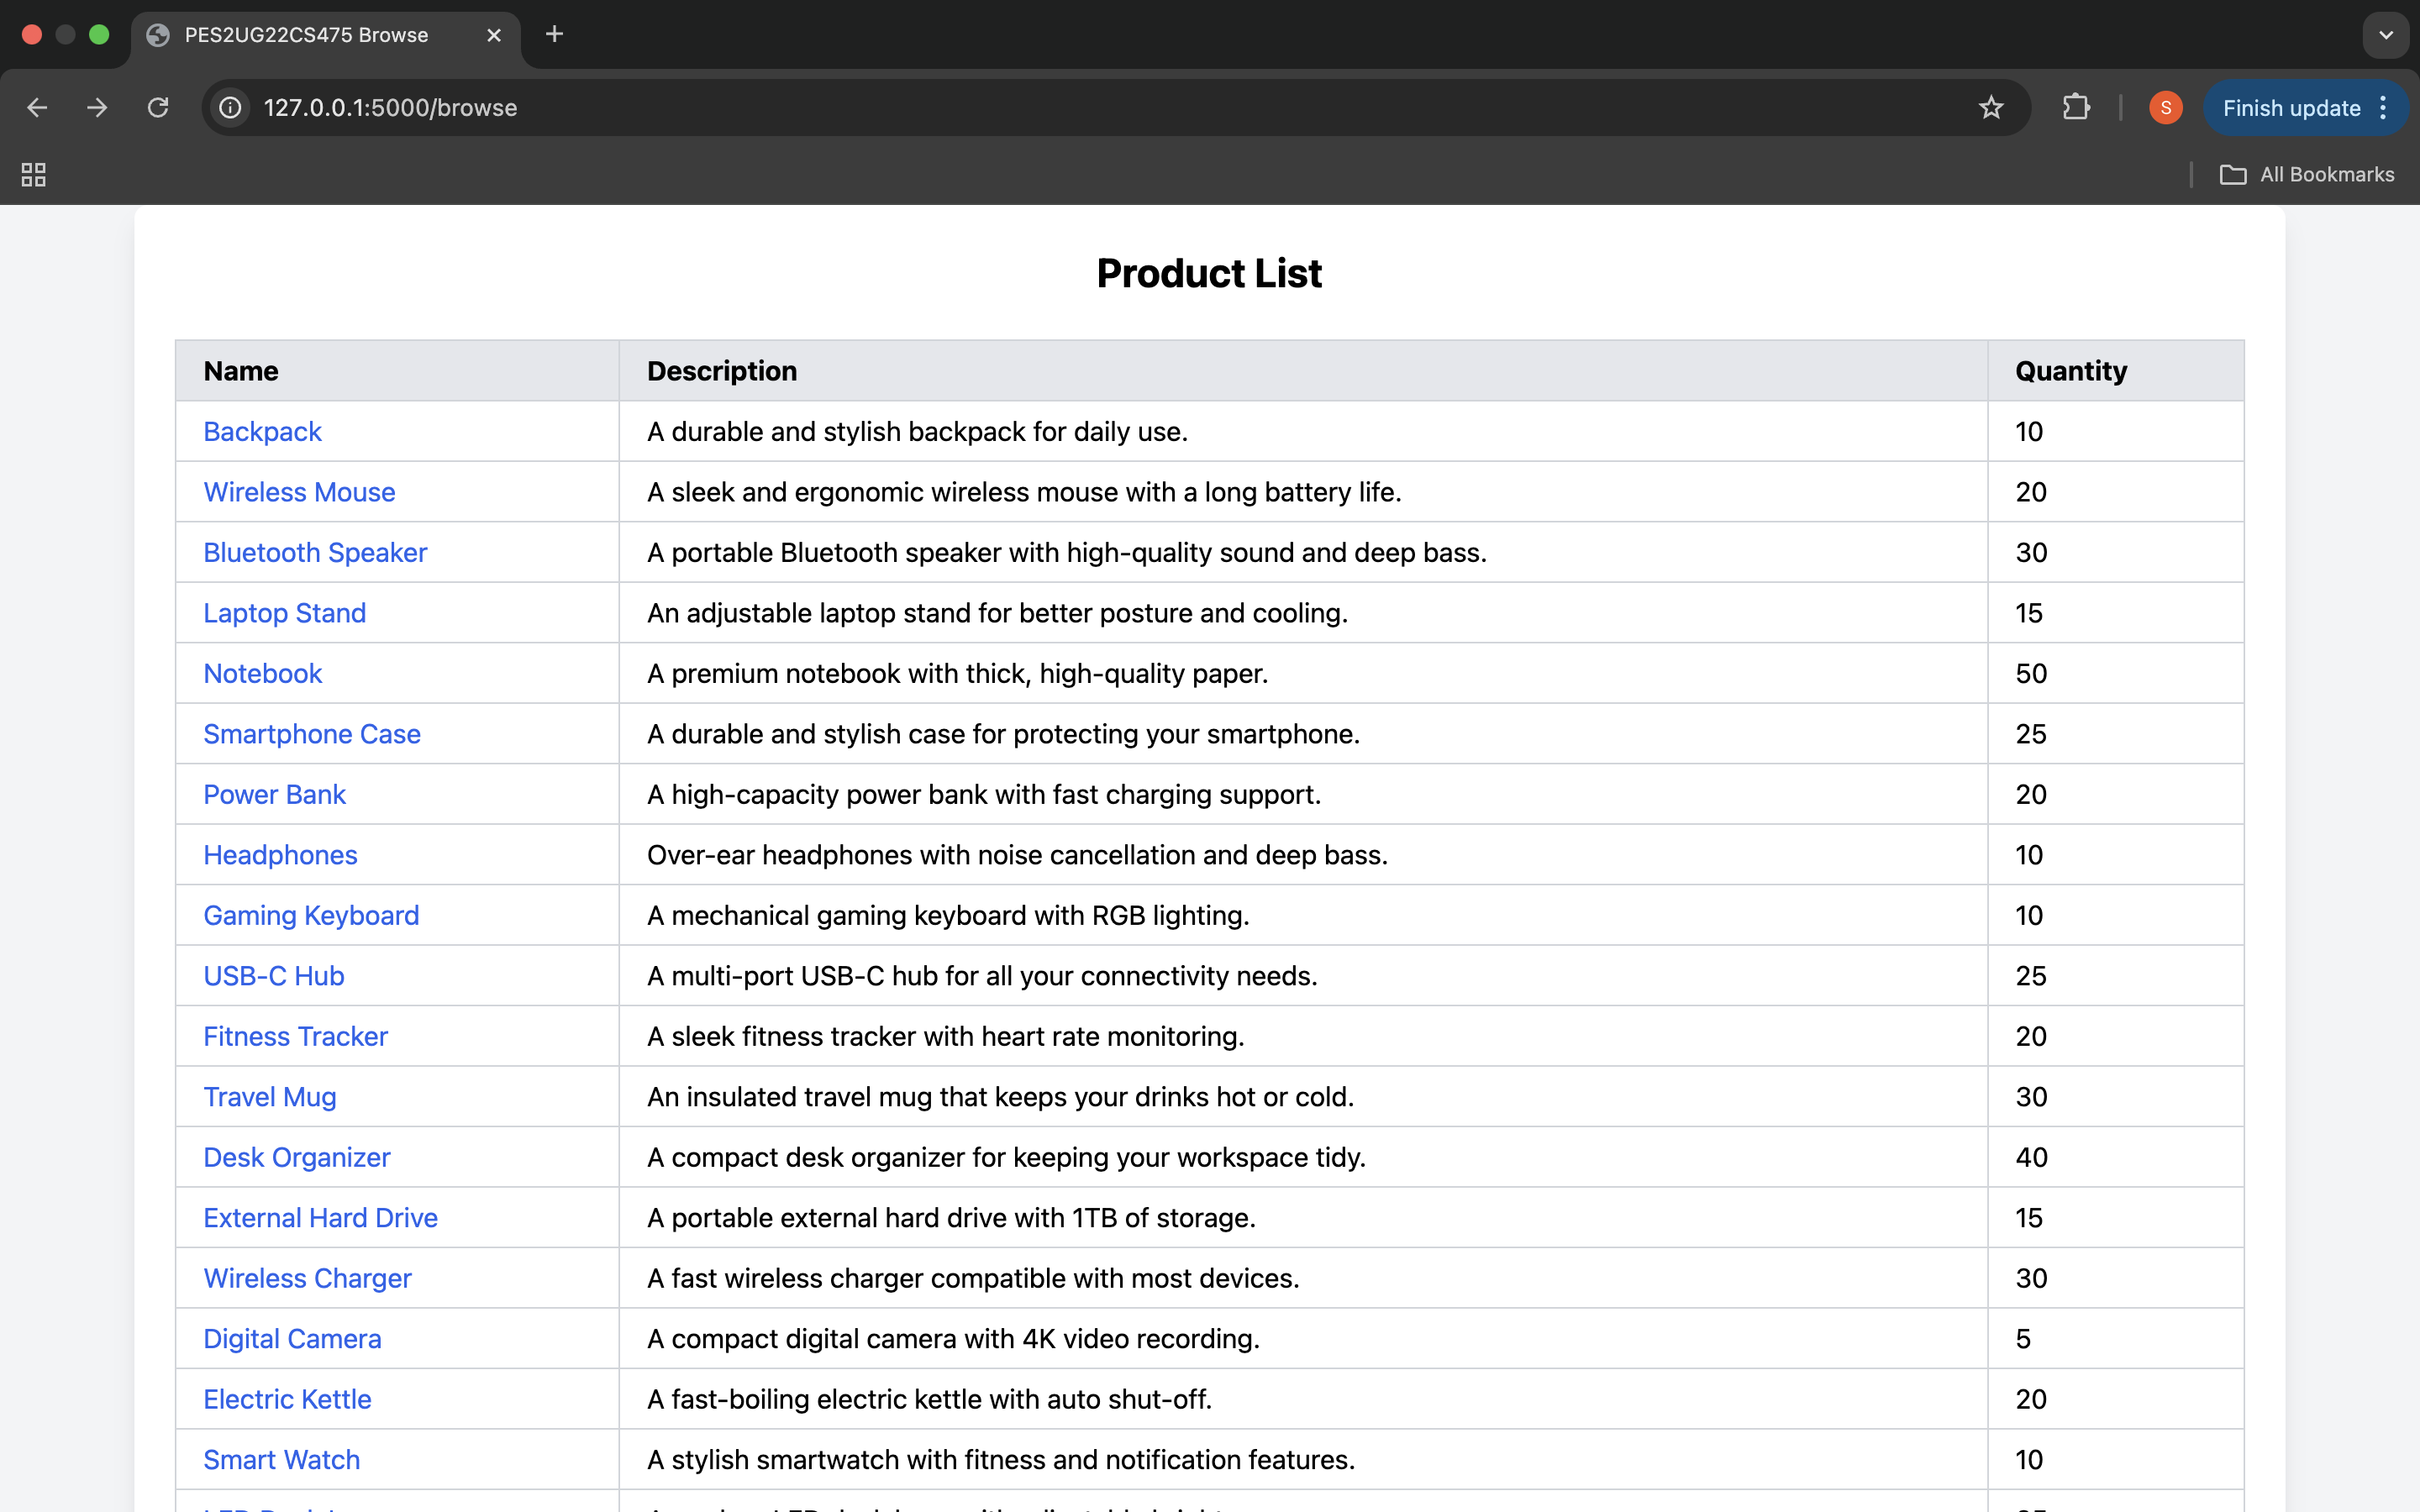 PES2UG22CS475 Browse
127.0.0.1:5000/browse
S
Finish update
All Bookmarks
Product List
Name Description Quantity
Backpack A durable and stylish backpack for daily use. 10
Wireless Mouse A sleek and ergonomic wireless mouse with a long battery life. 20
Bluetooth Speaker A portable Bluetooth speaker with high-quality sound and deep bass. 30
Laptop Stand An adjustable laptop stand for better posture and cooling. 15
Notebook A premium notebook with thick, high-quality paper. 50
Smartphone Case A durable and stylish case for protecting your smartphone. 25
Power Bank A high-capacity power bank with fast charging support. 20
Headphones Over-ear headphones with noise cancellation and deep bass. 10
Gaming Keyboard A mechanical gaming keyboard with RGB lighting. 10
USB-C Hub A multi-port USB-C hub for all your connectivity needs. 25
Fitness Tracker A sleek fitness tracker with heart rate monitoring. 20
Travel Mug An insulated travel mug that keeps your drinks hot or cold. 30
Desk Organizer A compact desk organizer for keeping your workspace tidy. 40
External Hard Drive A portable external hard drive with 1TB of storage. 15
Wireless Charger A fast wireless charger compatible with most devices. 30
Digital Camera A compact digital camera with 4K video recording. 5
Electric Kettle A fast-boiling electric kettle with auto shut-off. 20
Smart Watch A stylish smartwatch with fitness and notification features. 10